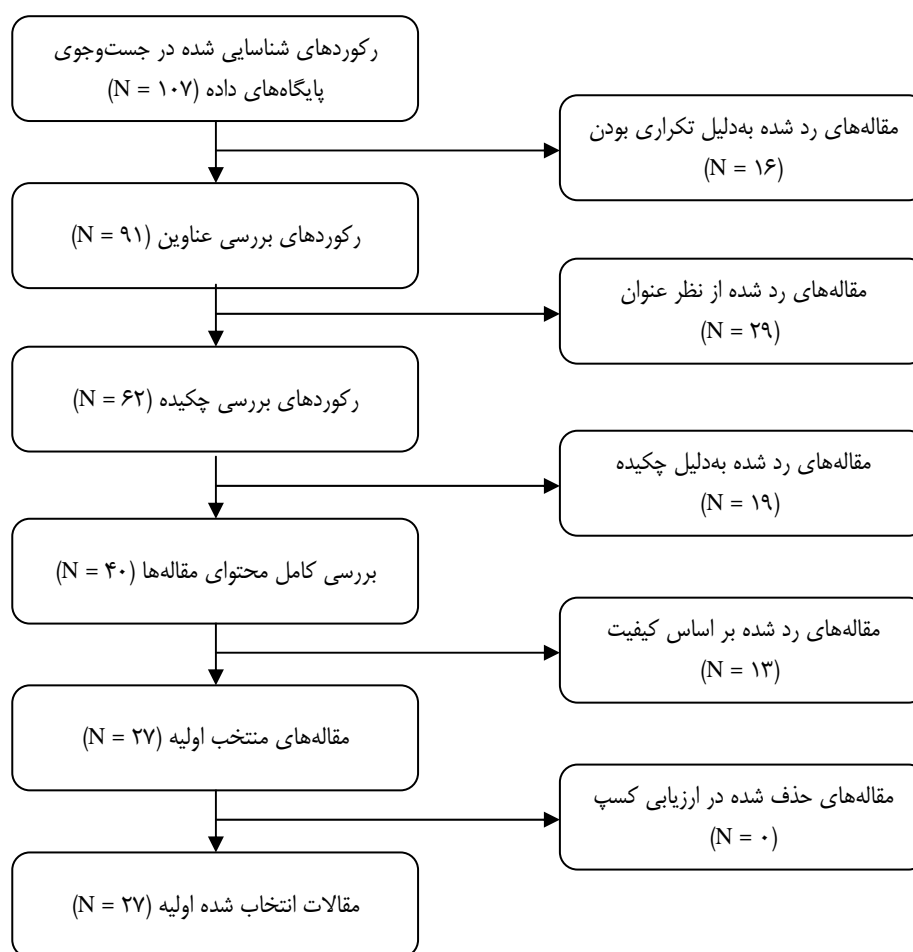 رکوردهای شناسایی شده در جست‌وجوی
پایگاه‌های داده (N = ۱۰۷)
مقاله‌های رد شده به‌دلیل تکراری بودن
(N = ۱۶)
رکوردهای بررسی عناوین (N = ۹۱)
مقاله‌های رد شده از نظر عنوان
(N = ۲۹)
رکوردهای بررسی چکیده (N = ۶۲)
مقاله‌های رد شده به‌دلیل چکیده
(N = ۱۹)
بررسی کامل محتوای مقاله‌ها (N = ۴۰)
مقاله‌های رد شده بر اساس کیفیت
(N = ۱۳)
مقاله‌های منتخب اولیه (N = ۲۷)
مقاله‌های حذف شده در ارزیابی کسپ
(N = ۰)
مقالات انتخاب شده اولیه (N = ۲۷)